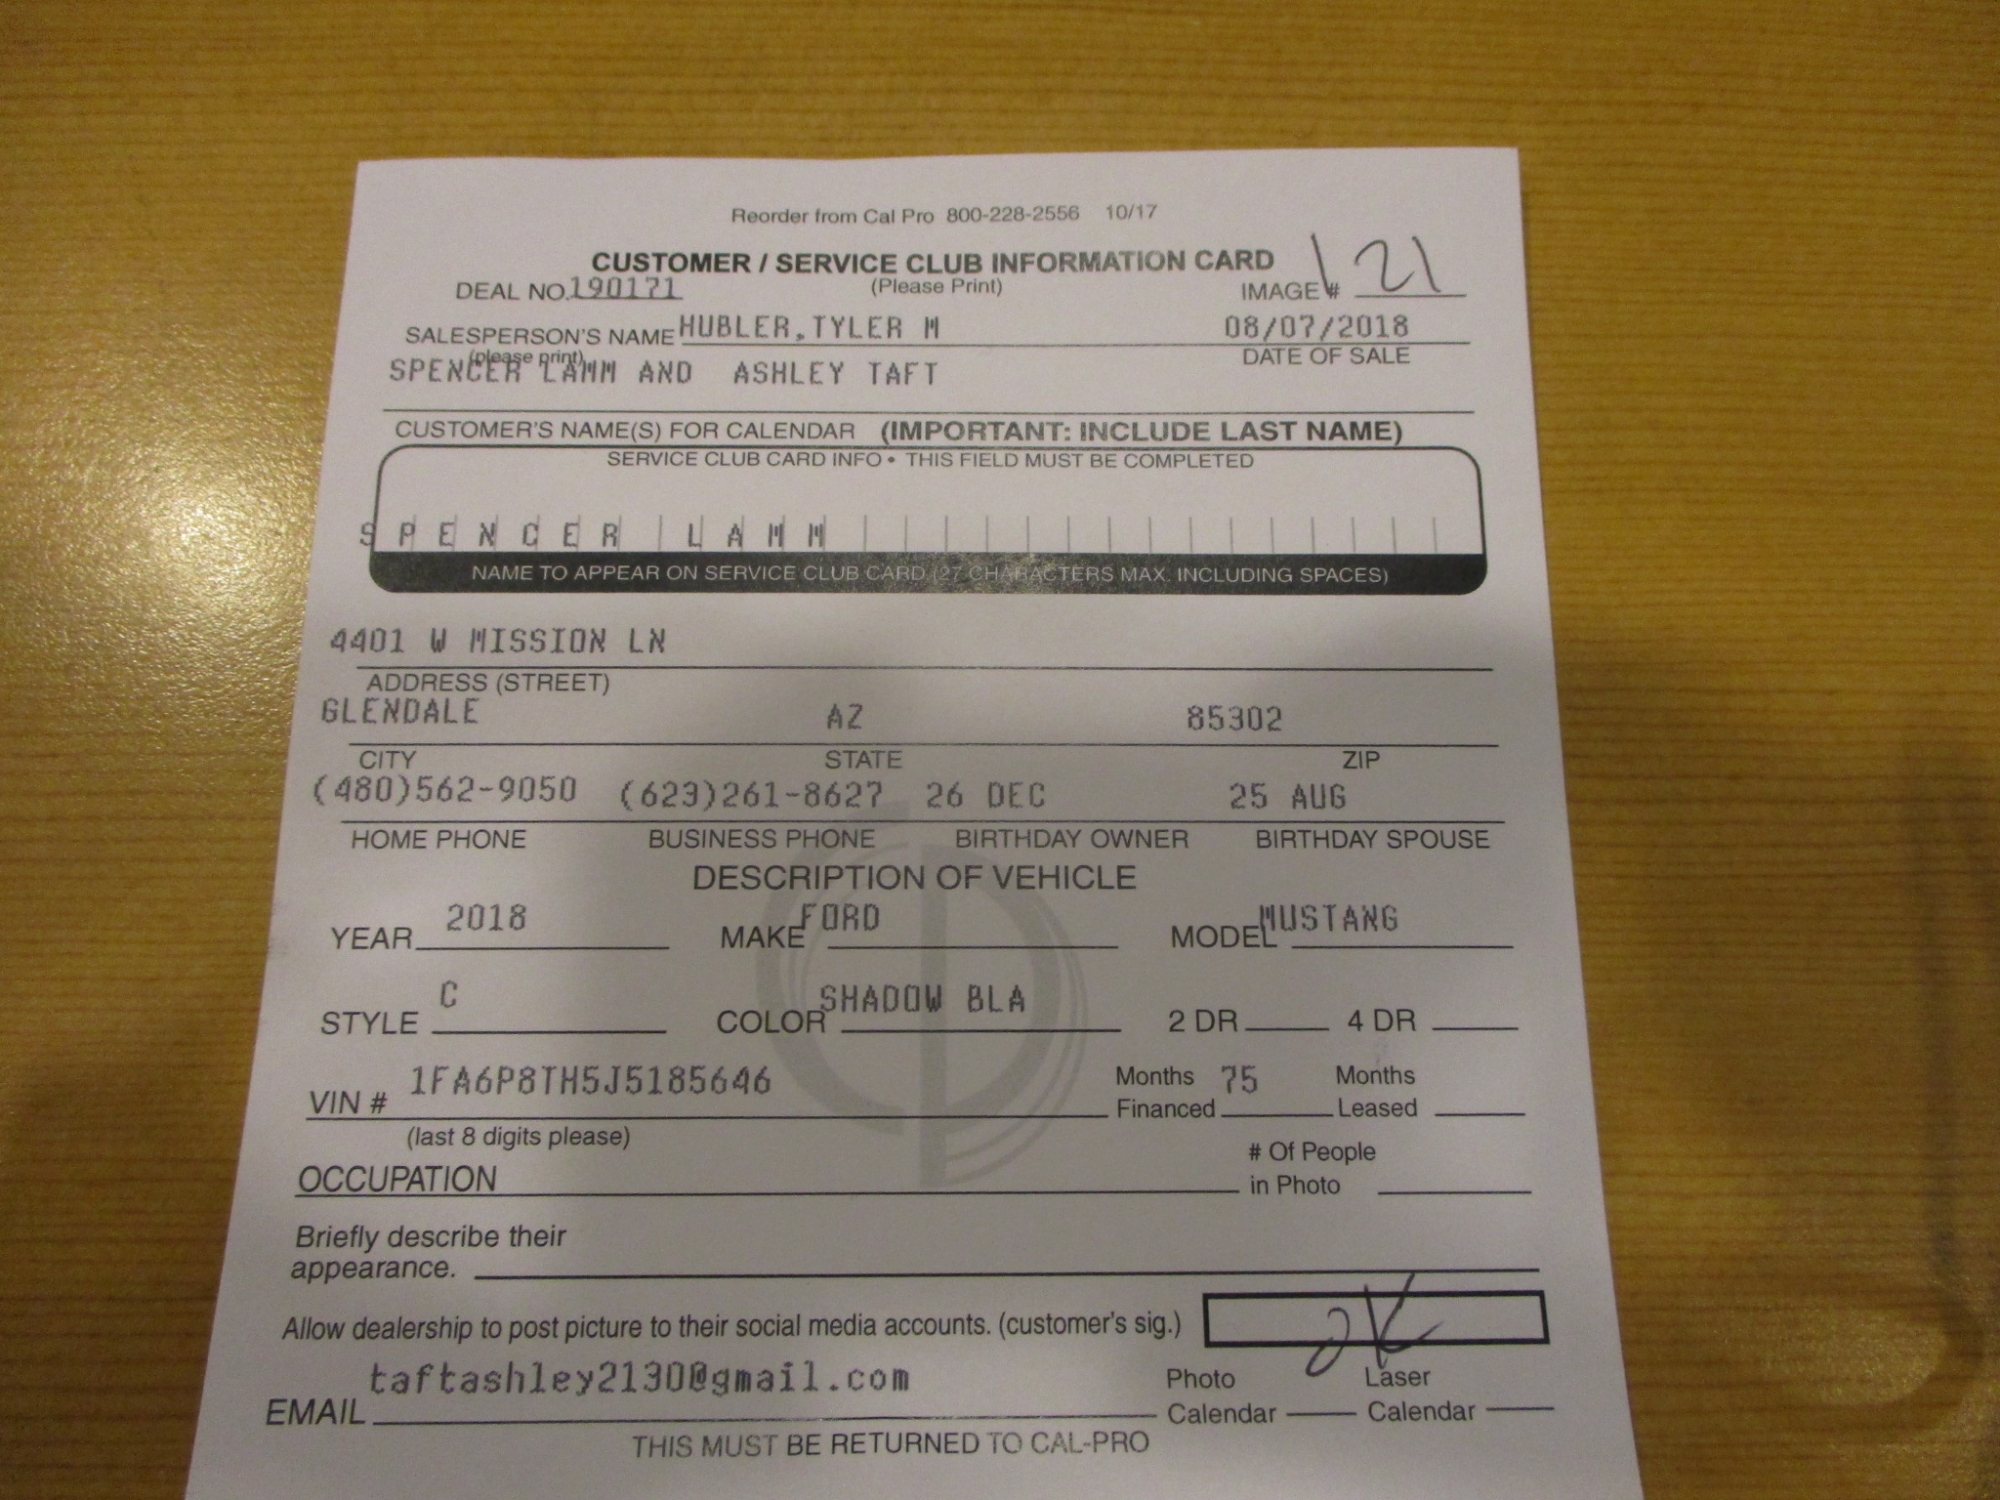 Reorder from Cal Pro 800-228-2556 10/17
CUSTOMER / SERVICE CLUB INFORMATION CARD
DEAL NO. 190171 (Please Print) IMAGE # 121
SALESPERSON'S NAME HUBLER,TYLER M 08/07/2018
(please print) DATE OF SALE
SPENCER LAMM AND ASHLEY TAFT
CUSTOMER'S NAME(S) FOR CALENDAR (IMPORTANT: INCLUDE LAST NAME)
SERVICE CLUB CARD INFO • THIS FIELD MUST BE COMPLETED
SPENCER LAMM
NAME TO APPEAR ON SERVICE CLUB CARD (27 CHARACTERS MAX. INCLUDING SPACES)
4401 W MISSION LN
ADDRESS (STREET)
GLENDALE AZ 85302
CITY STATE ZIP
(480)562-9050 (623)261-8627 26 DEC 25 AUG
HOME PHONE BUSINESS PHONE BIRTHDAY OWNER BIRTHDAY SPOUSE
DESCRIPTION OF VEHICLE
YEAR 2018 MAKE FORD MODEL MUSTANG
STYLE C COLOR SHADOW BLA 2 DR 4 DR
VIN # 1FA6P8TH5J5185646 Months Financed 75 Months Leased
(last 8 digits please)
OCCUPATION # Of People in Photo
Briefly describe their
appearance.
Allow dealership to post picture to their social media accounts. (customer's sig.) OK
EMAIL taftashley2130@gmail.com Photo Calendar Laser Calendar
THIS MUST BE RETURNED TO CAL-PRO